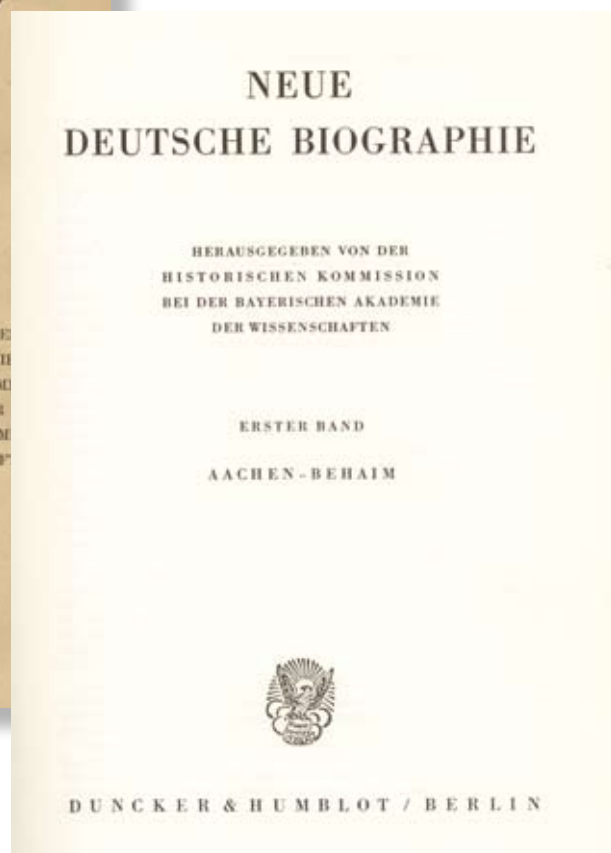 NEUE
DEUTSCHE BIOGRAPHIE
HERAUSGEGEBEN VON DER
HISTORISCHEN KOMMISSION
BEI DER BAYERISCHEN AKADEMIE
DER WISSENSCHAFTEN
ERSTER BAND
AACHEN-BEHAIM
DUNCKER & HUMBLOT / BERLIN